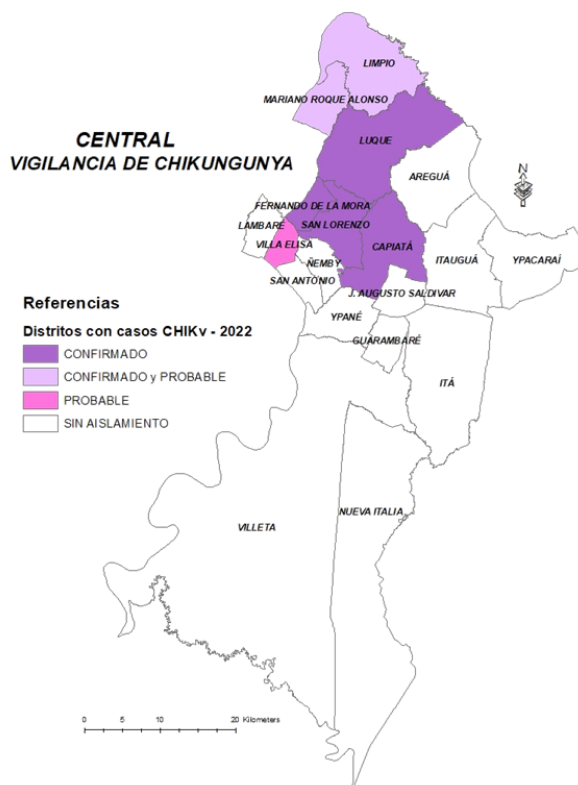 LIMPIO
MARIANO ROQUE ALONSO
CENTRAL
VIGILANCIA DE CHIKUNGUNYA
LUQUE
AREGUÁ
N
FERNANDO DE LA MORA
LAMBARÉ
SAN LORENZO
VILLA ELISA
CAPIATÁ
ITAUGUÁ
YPACARAÍ
ÑEMBY
SAN ANTONIO
J. AUGUSTO SALDIVAR
YPANÉ
GUARAMBARÉ
ITÁ
Referencias
Distritos con casos CHIKv - 2022
CONFIRMADO
CONFIRMADO y PROBABLE
PROBABLE
SIN AISLAMIENTO
VILLETA
NUEVA ITALIA
0 5 10 20 Kilometers